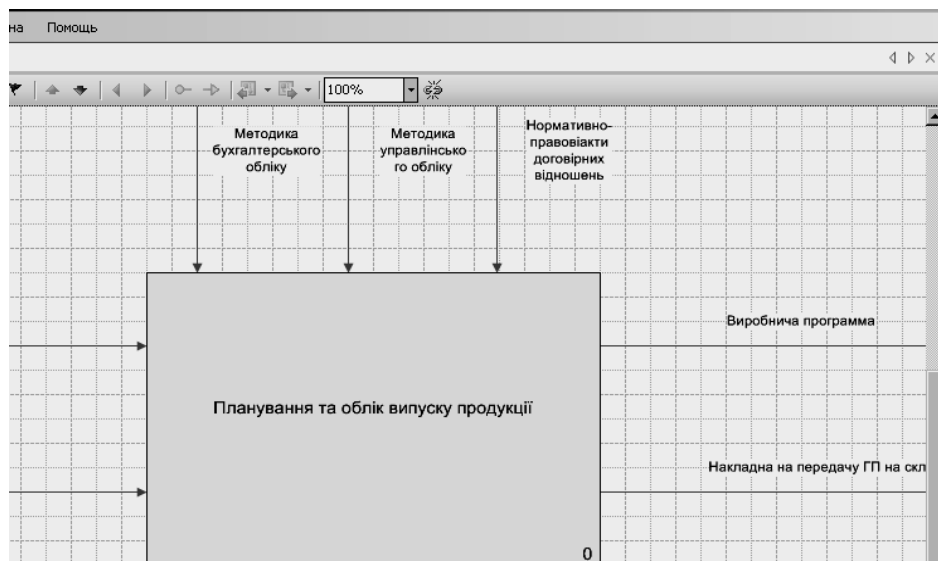 на Помощь
100%
Методика
бухгалтерського
обліку
Методика
управлінсько
го обліку
Нормативно-
правовіакти
договірних
відношень
Виробнича программа
Планування та облік випуску продукції
Накладна на передачу ГП на скл
0